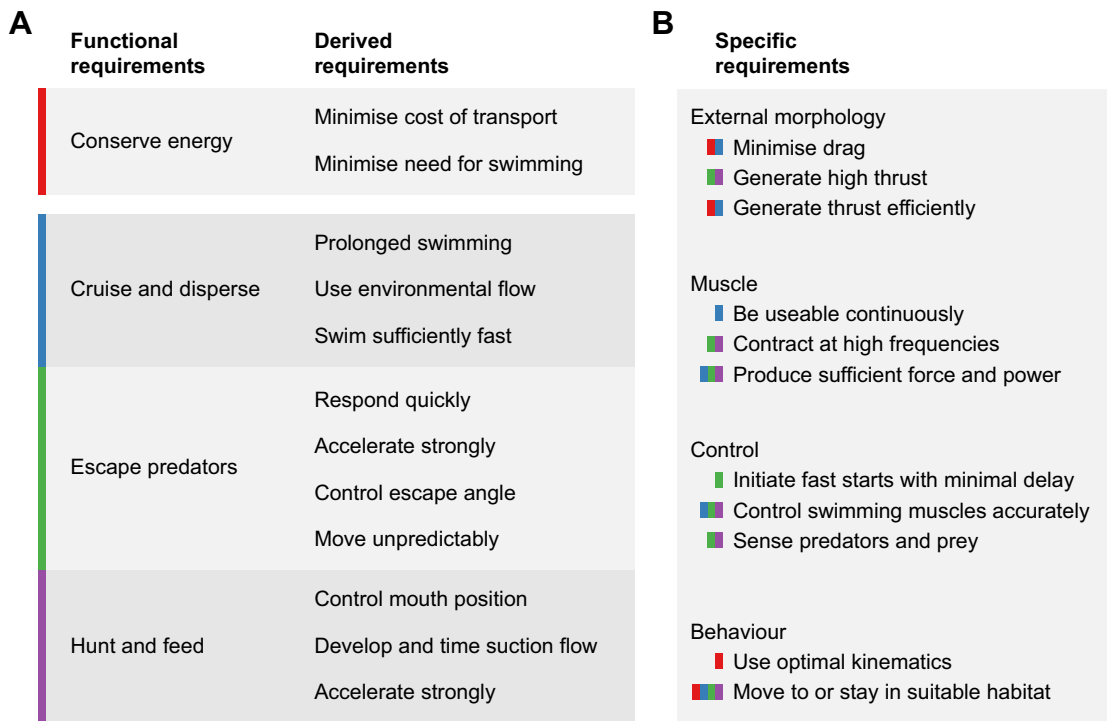 A
Functional
requirements
Derived
requirements
Conserve energy
Minimise cost of transport
Minimise need for swimming
Cruise and disperse
Prolonged swimming
Use environmental flow
Swim sufficiently fast
Escape predators
Respond quickly
Accelerate strongly
Control escape angle
Move unpredictably
Hunt and feed
Control mouth position
Develop and time suction flow
Accelerate strongly
B
Specific
requirements
External morphology
Minimise drag
Generate high thrust
Generate thrust efficiently
Muscle
Be useable continuously
Contract at high frequencies
Produce sufficient force and power
Control
Initiate fast starts with minimal delay
Control swimming muscles accurately
Sense predators and prey
Behaviour
Use optimal kinematics
Move to or stay in suitable habitat